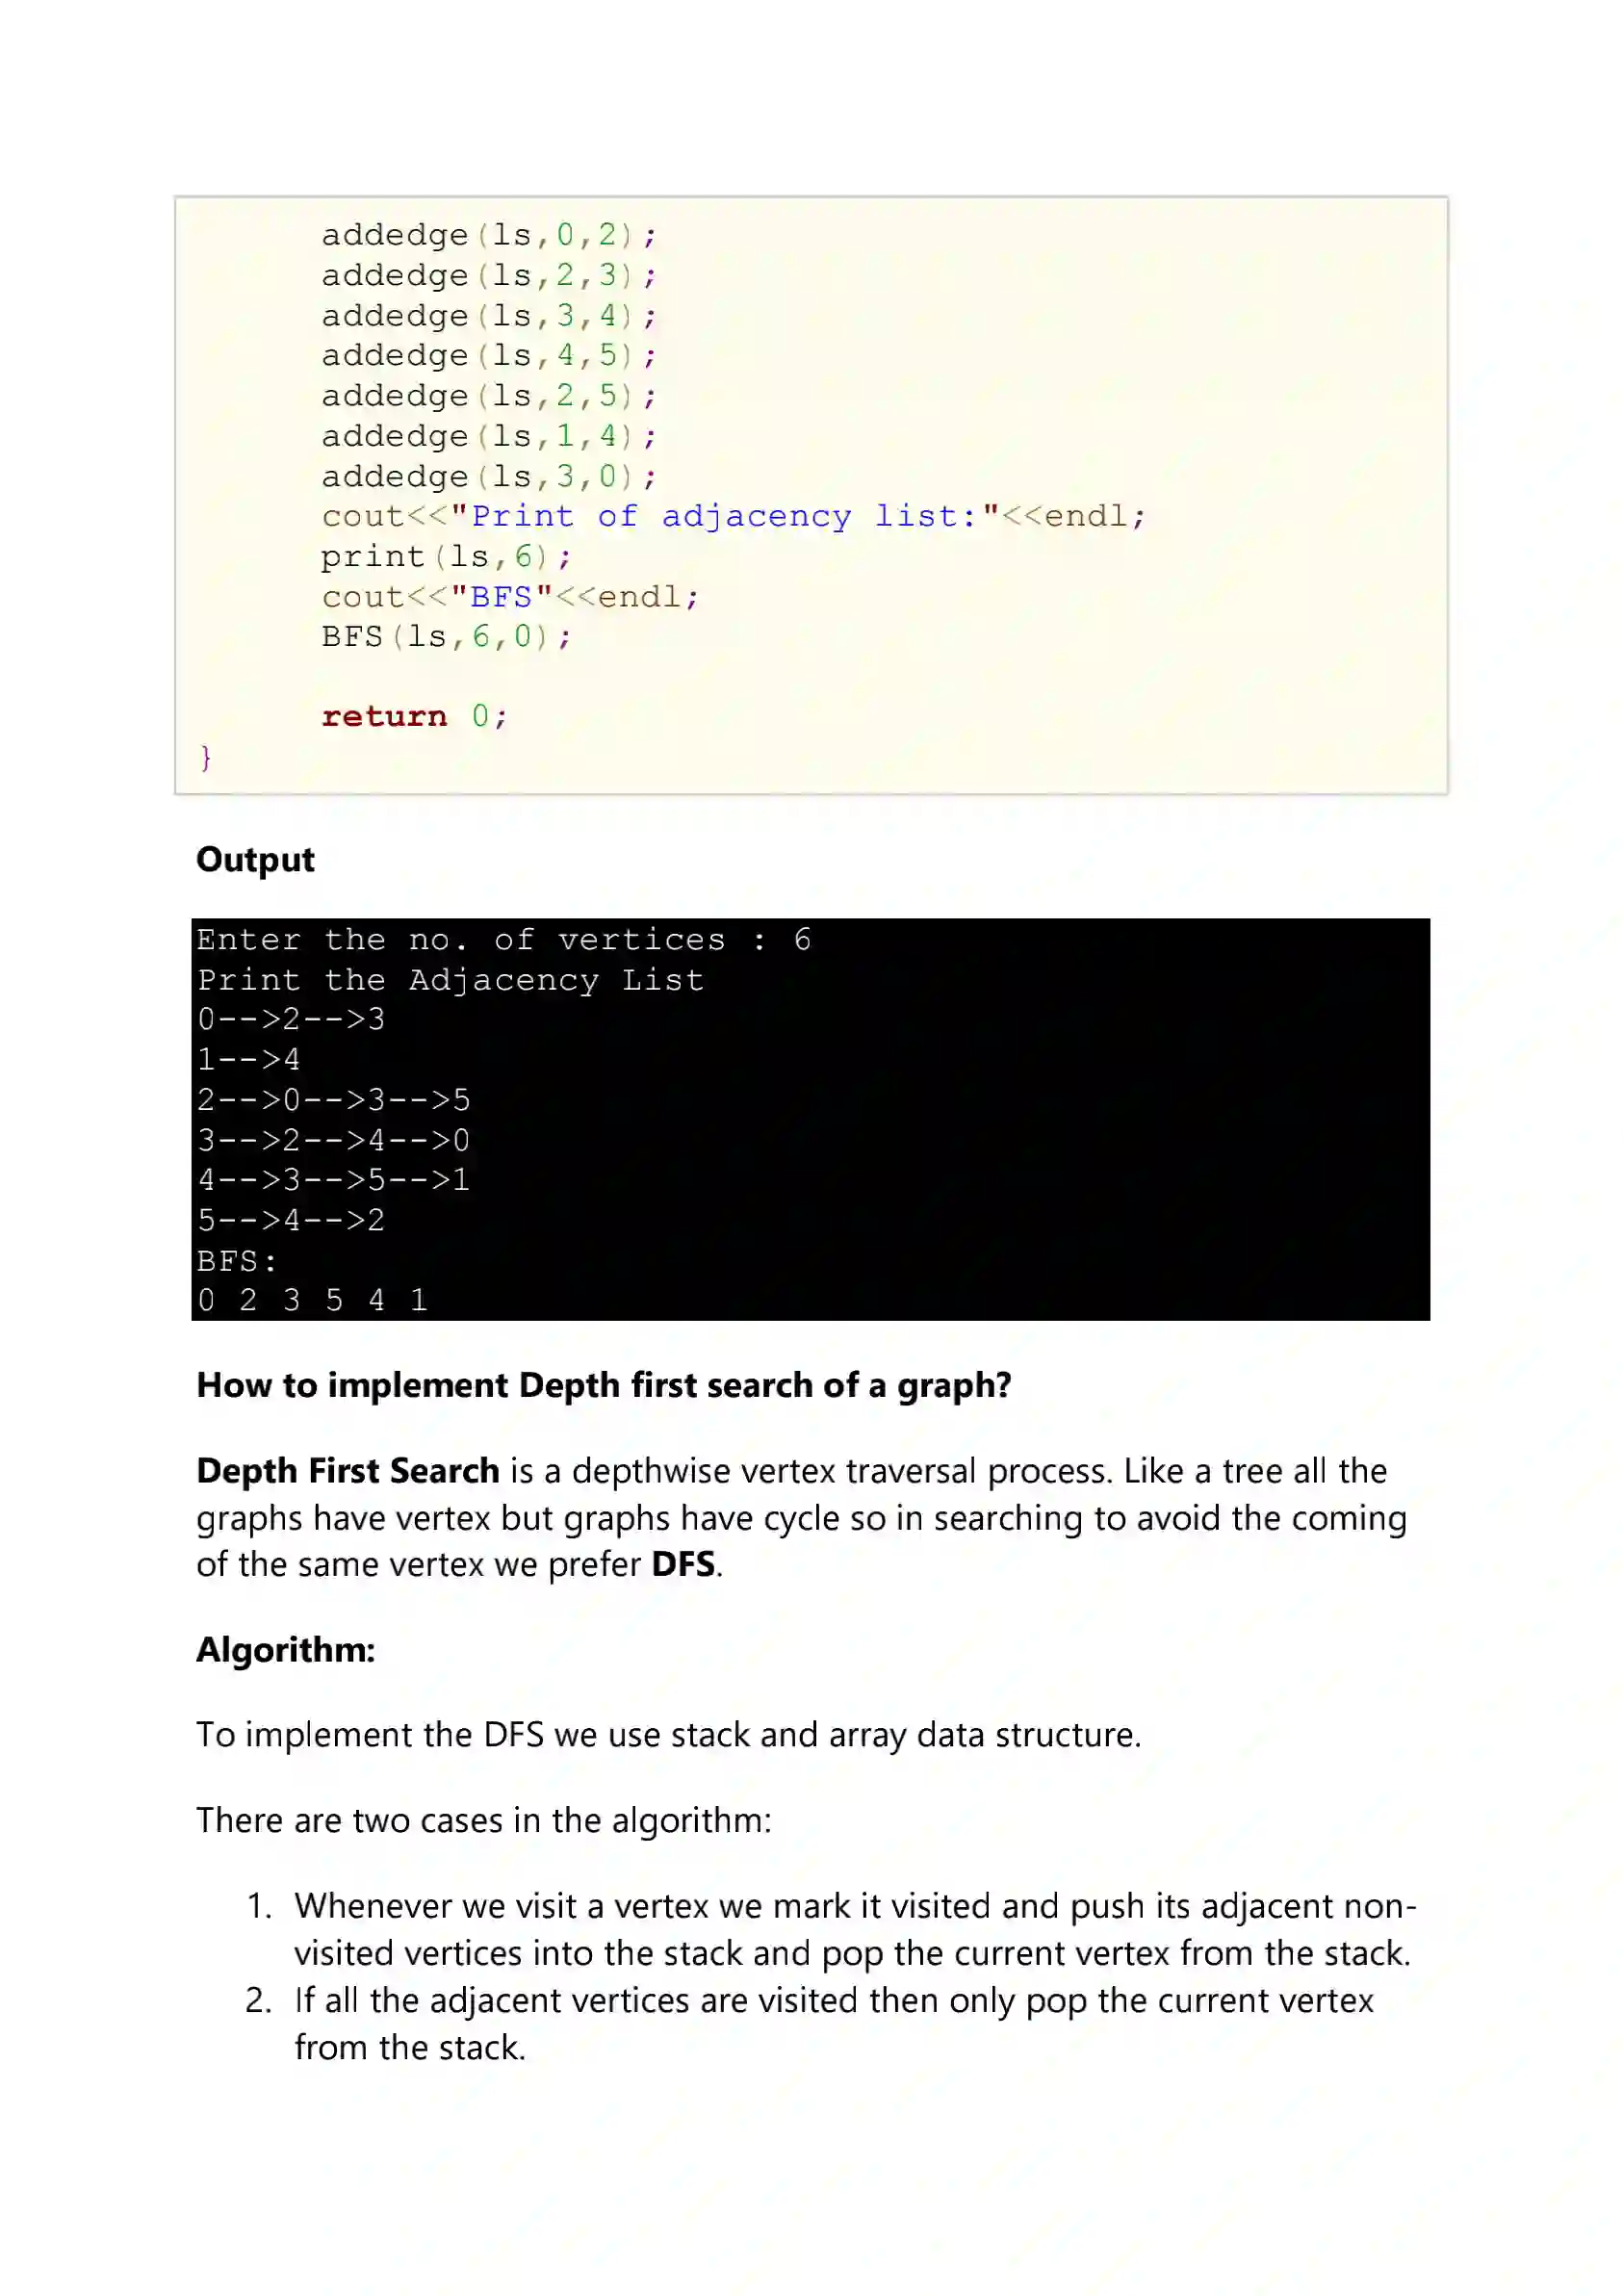 addedge(ls,0,2);
addedge(ls,2,3);
addedge(ls,3,4);
addedge(ls,4,5);
addedge(ls,2,5);
addedge(ls,1,4);
addedge(ls,3,0);
cout<<"Print of adjacency list:"<<endl;
print(ls,6);
cout<<"BFS"<<endl;
BFS(ls,6,0);
return 0;
}
Output
Enter the no. of vertices : 6
Print the Adjacency List
0-->2-->3
1-->4
2-->0-->3-->5
3-->2-->4-->0
4-->3-->5-->1
5-->4-->2
BFS:
0 2 3 5 4 1
How to implement Depth first search of a graph?
Depth First Search is a depthwise vertex traversal process. Like a tree all the
graphs have vertex but graphs have cycle so in searching to avoid the coming
of the same vertex we prefer DFS.
Algorithm:
To implement the DFS we use stack and array data structure.
There are two cases in the algorithm:
1. Whenever we visit a vertex we mark it visited and push its adjacent non-
visited vertices into the stack and pop the current vertex from the stack.
2. If all the adjacent vertices are visited then only pop the current vertex
from the stack.